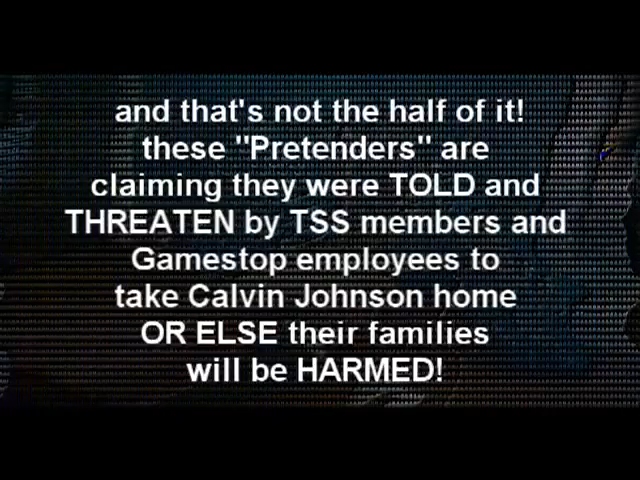 and that's not the half of it!
these "Pretenders" are
claiming they were TOLD and
THREATEN by TSS members and
Gamestop employees to
take Calvin Johnson home
OR ELSE their families
will be HARMED!